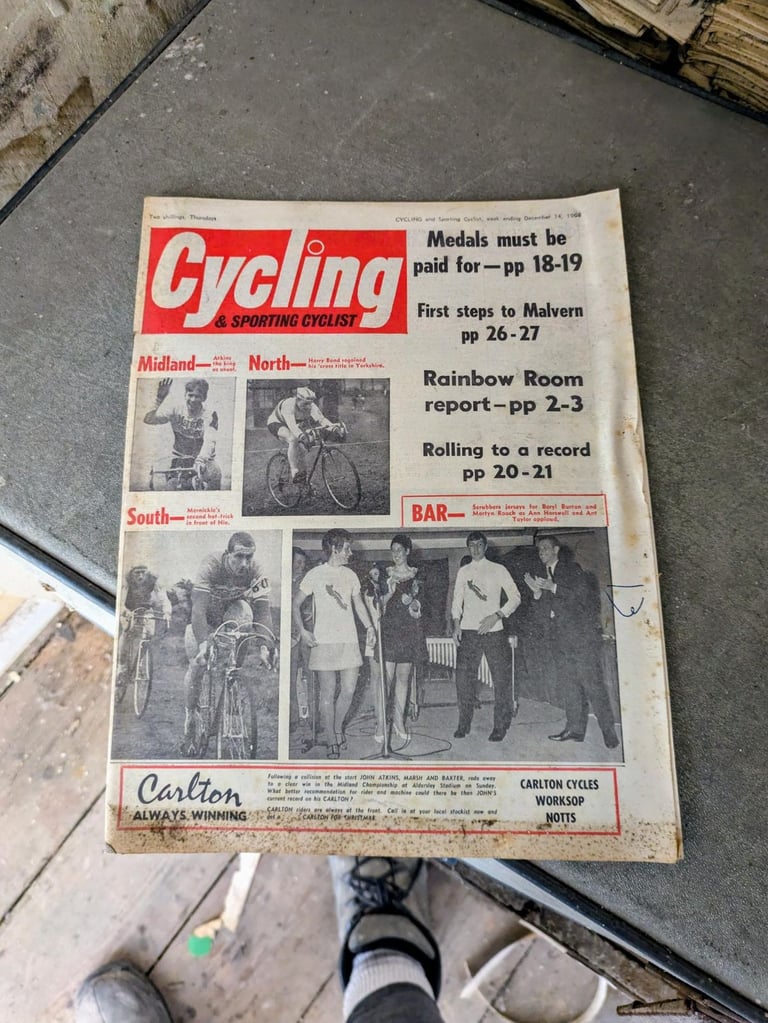 Two shillings. Thursdays
CYCLING and Sporting Cyclist, week ending December 14, 1968
Cycling
& SPORTING CYCLIST
Medals must be
paid for—pp 18-19
First steps to Malvern
pp 26-27
Rainbow Room
report—pp 2-3
Rolling to a record
pp 20-21
Midland—
Atkins
the king
as usual.
North—
Harry Bond regained
his 'cross title in Yorkshire.
South—
Mernickle's
second hat-trick
in front of Nie.
BAR—
Scrubbers jerseys for Beryl Burton and
Martyn Roach as Ann Horswell and Ant
Taylor applaud.
Carlton
ALWAYS WINNING
Following a collision at the start JOHN ATKINS, MARSH AND BAXTER, rode away
to a clear win in the Midland Championship at Aldersley Stadium on Sunday.
What better recommendation for rider and machine could there be then JOHN'S
current record on his CARLTON?
CARLTON riders are always at the front. Call in at your local stockist now and
CARLTON FOR CHRISTMAS
CARLTON CYCLES
WORKSOP
NOTTS